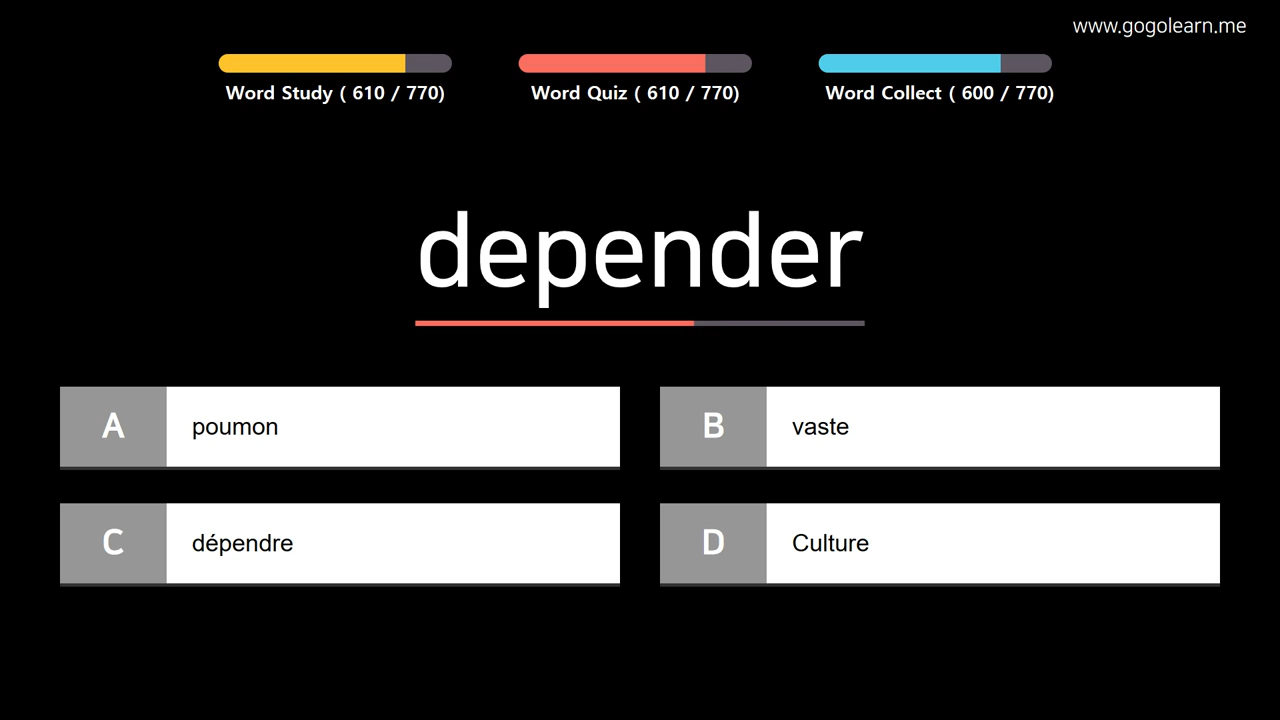 www.gogolearn.me
Word Study ( 610 / 770)
Word Quiz ( 610 / 770)
Word Collect ( 600 / 770)
depender
A poumon
B vaste
C dépendre
D Culture